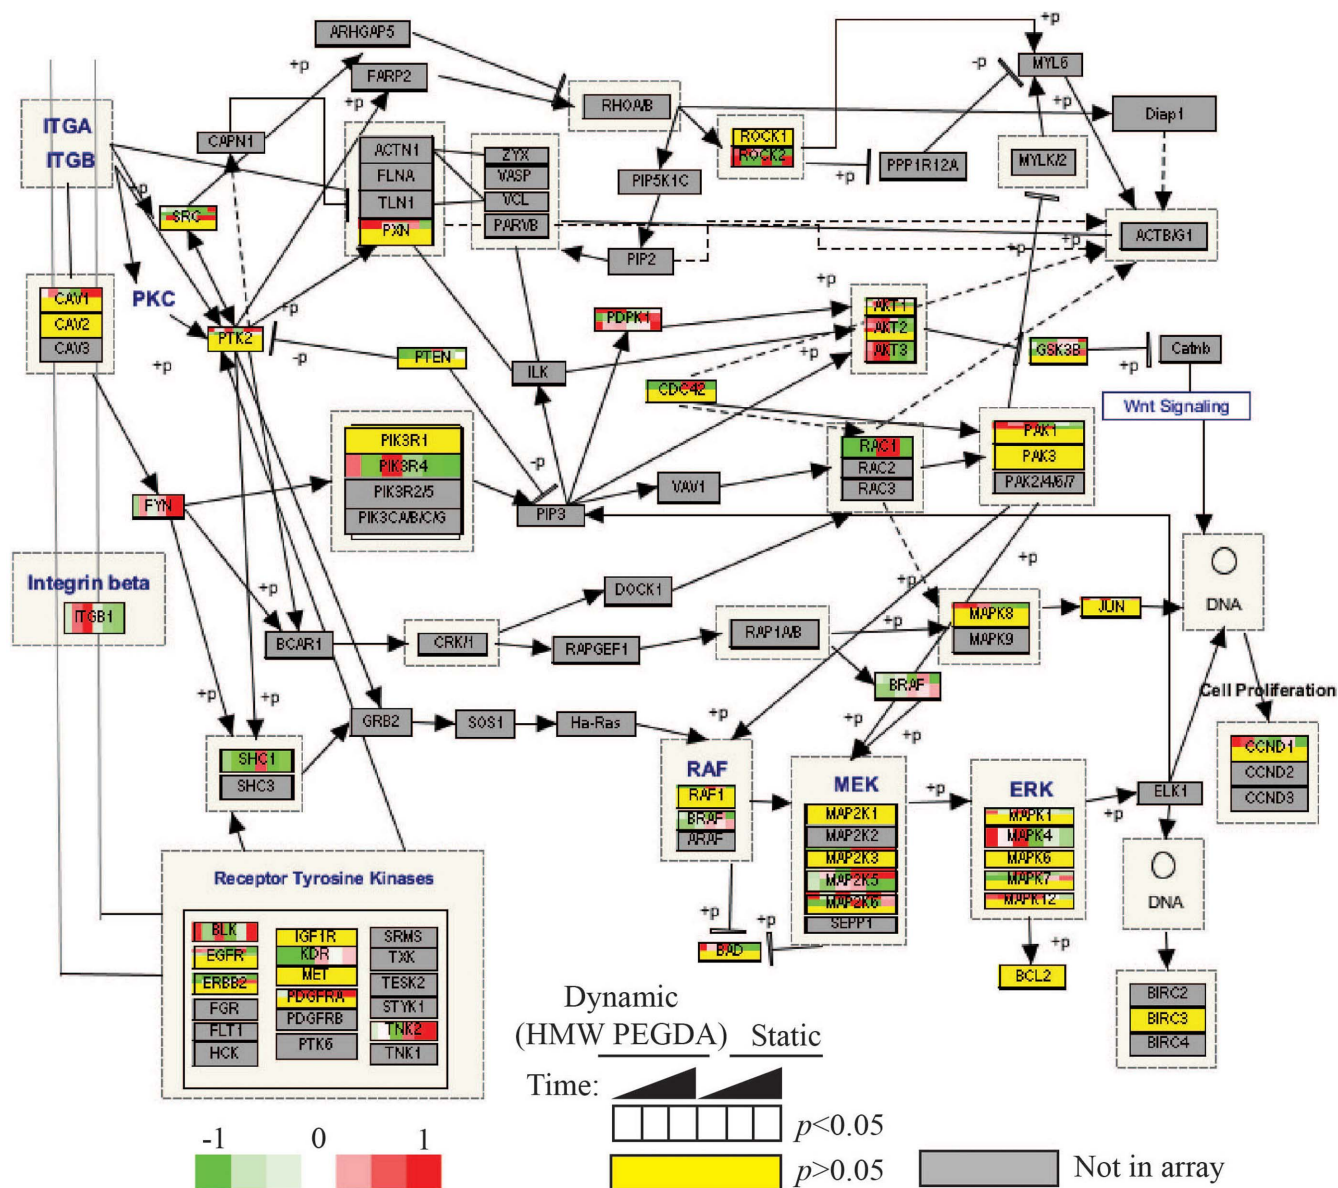 ARHGAP5
+p
FARP2
+p
+p
-p
MYL6
RHOA/B
Diap1
ITGA
ITGB
CAPN1
ACTN1
FLNA
TLN1
PXN
ZYX
VASP
VCL
PARVB
ROCK1
ROCK2
+p
PIP5K1C
PPP1R12A
MYLK/2
+p
+p
SRC
PIP2
+p
+p
ACTB/G1
CAV1
CAV2
CAV3
PKC
PTK2
+p
-p
+p
PDPK1
+p
AKT1
AKT2
AKT3
PTEN
ILK
+p
GSK3B
+p
Catnb
CDC42
Wnt Signaling
PIK3R1
PIK3R4
PIK3R2/5
PIK3CA/B/C/G
-p
RAC1
RAC2
RAC3
PAK1
PAK3
PAK2/4/6/7
FYN
PIP3
VAV1
Integrin beta
ITGB1
+p
DOCK1
+p
+p
DNA
BCAR1
CRK/1
RAPGEF1
RAP1A/B
+p
MAPK8
MAPK9
+p
JUN
BRAF
+p
+p
+p
+p
Cell Proliferation
GRB2
SOS1
Ha-Ras
SHC1
SHC3
RAF
RAF1
BRAF
ARAF
MEK
MAP2K1
MAP2K2
MAP2K3
MAP2K5
MAP2K6
SEPP1
+p
ERK
MAPK1
MAPK4
MAPK6
MAPK7
MAPK12
+p
ELK1
CCND1
CCND2
CCND3
Receptor Tyrosine Kinases
BLK
EGFR
ERBB2
FGR
FLT1
HCK
IGF1R
KDR
MET
PDGFRA
PDGFRB
PTK6
SRMS
TXK
TESK2
STYK1
TNK2
TNK1
+p
+p
BAD
+p
BCL2
DNA
BIRC2
BIRC3
BIRC4
Dynamic
(HMW PEGDA) Static
Time:
p<0.05
p>0.05
-1 0 1
Not in array